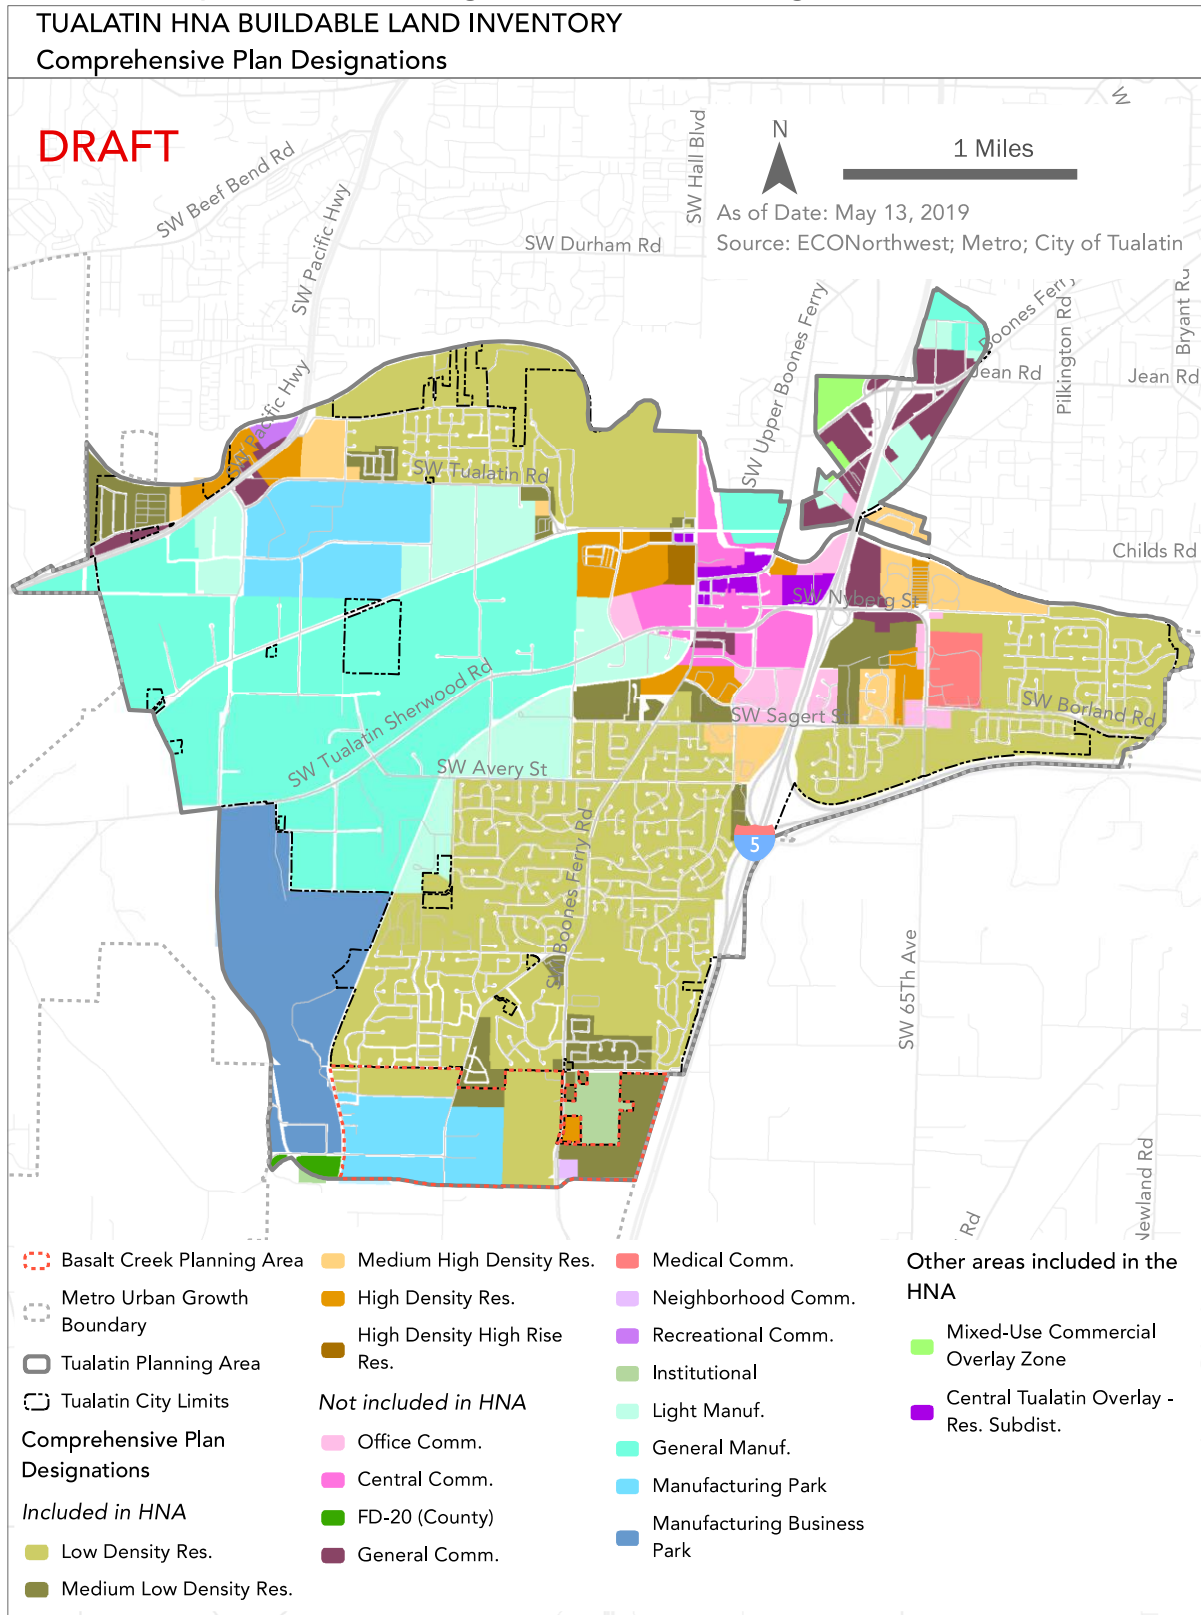 TUALATIN HNA BUILDABLE LAND INVENTORY
Comprehensive Plan Designations
DRAFT
N
1 Miles
As of Date: May 13, 2019
Source: ECONorthwest; Metro; City of Tualatin
SW Beef Bend Rd
SW Pacific Hwy
SW Hall Blvd
SW Durham Rd
SW Upper Boones Ferry
Boones Ferry
Pilkington Rd
Bryant Rd
Jean Rd
Jean Rd
SW Pacific Hwy
SW Tualatin Rd
Childs Rd
SW Nyberg St
SW Tualatin Sherwood Rd
SW Sagert S
SW Borland Rd
SW Avery St
5
SW Boones Ferry Rd
SW 65Th Ave
Newland Rd
Rd
Basalt Creek Planning Area
Metro Urban Growth
Boundary
Tualatin Planning Area
Tualatin City Limits
Comprehensive Plan
Designations
Included in HNA
Low Density Res.
Medium Low Density Res.
Medium High Density Res.
High Density Res.
High Density High Rise
Res.
Not included in HNA
Office Comm.
Central Comm.
FD-20 (County)
General Comm.
Medical Comm.
Neighborhood Comm.
Recreational Comm.
Institutional
Light Manuf.
General Manuf.
Manufacturing Park
Manufacturing Business
Park
Other areas included in the
HNA
Mixed-Use Commercial
Overlay Zone
Central Tualatin Overlay -
Res. Subdist.